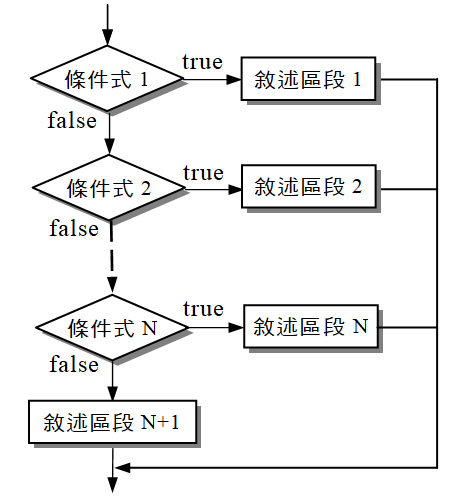 true
條件式 1
敘述區段 1
false
true
條件式 2
敘述區段 2
false
true
條件式 N
敘述區段 N
false
敘述區段 N+1